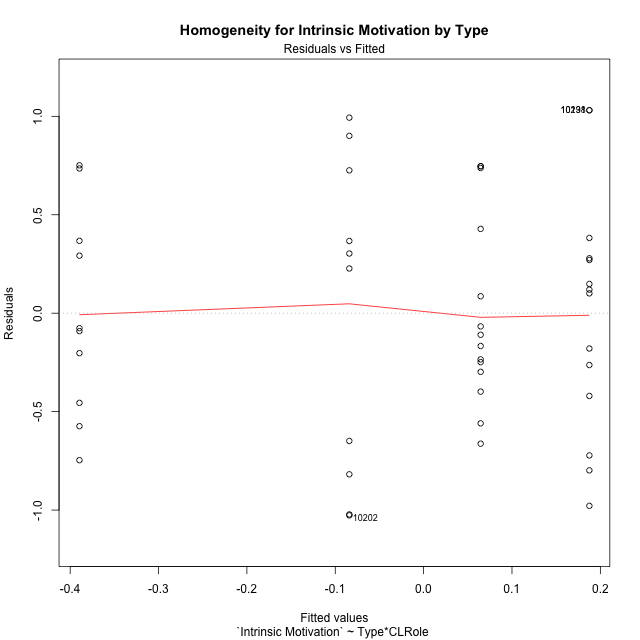 Homogeneity for Intrinsic Motivation by Type
Residuals vs Fitted
Residuals
1.0
0.5
0.0
-0.5
-1.0
10202
-0.4 -0.3 -0.2 -0.1 0.0 0.1 0.2
Fitted values
`Intrinsic Motivation` ~ Type*CLRole